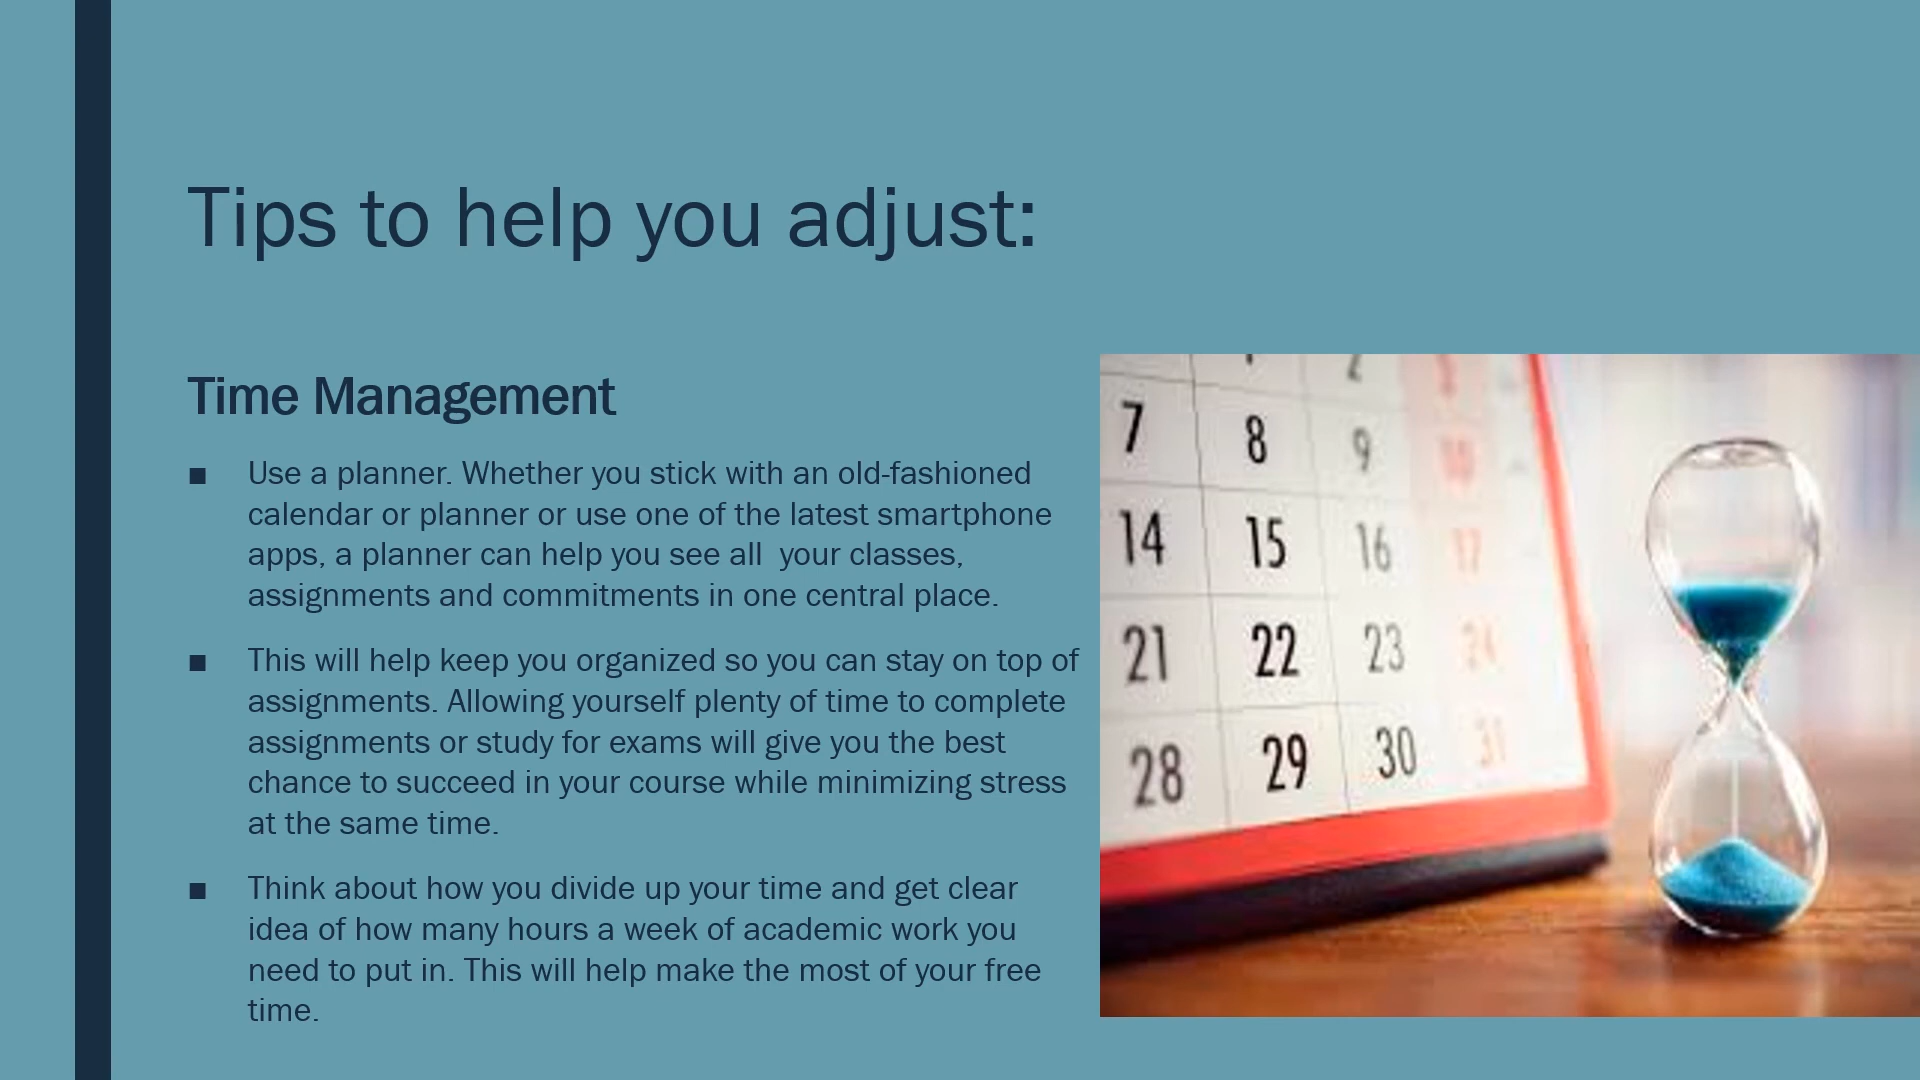 Tips to help you adjust:
Time Management
■ Use a planner. Whether you stick with an old-fashioned
calendar or planner or use one of the latest smartphone
apps, a planner can help you see all  your classes,
assignments and commitments in one central place.
■ This will help keep you organized so you can stay on top of
assignments. Allowing yourself plenty of time to complete
assignments or study for exams will give you the best
chance to succeed in your course while minimizing stress
at the same time.
■ Think about how you divide up your time and get clear
idea of how many hours a week of academic work you
need to put in. This will help make the most of your free
time.
2
7 8 9 10
14 15 16 17
21 22 23 24
28 29 30 31